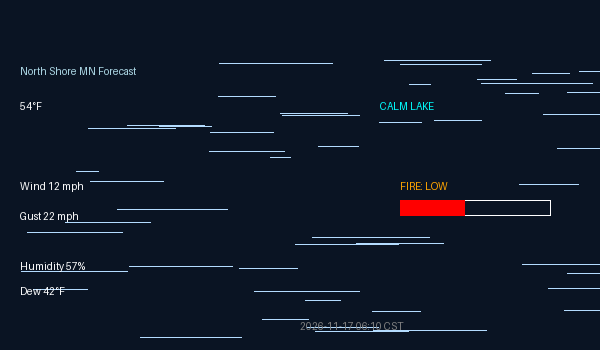 North Shore MN Forecast
54°F
CALM LAKE
Wind 12 mph
FIRE: LOW
Gust 22 mph
Humidity 57%
Dew 42°F
2026-11-17 06:10 CST